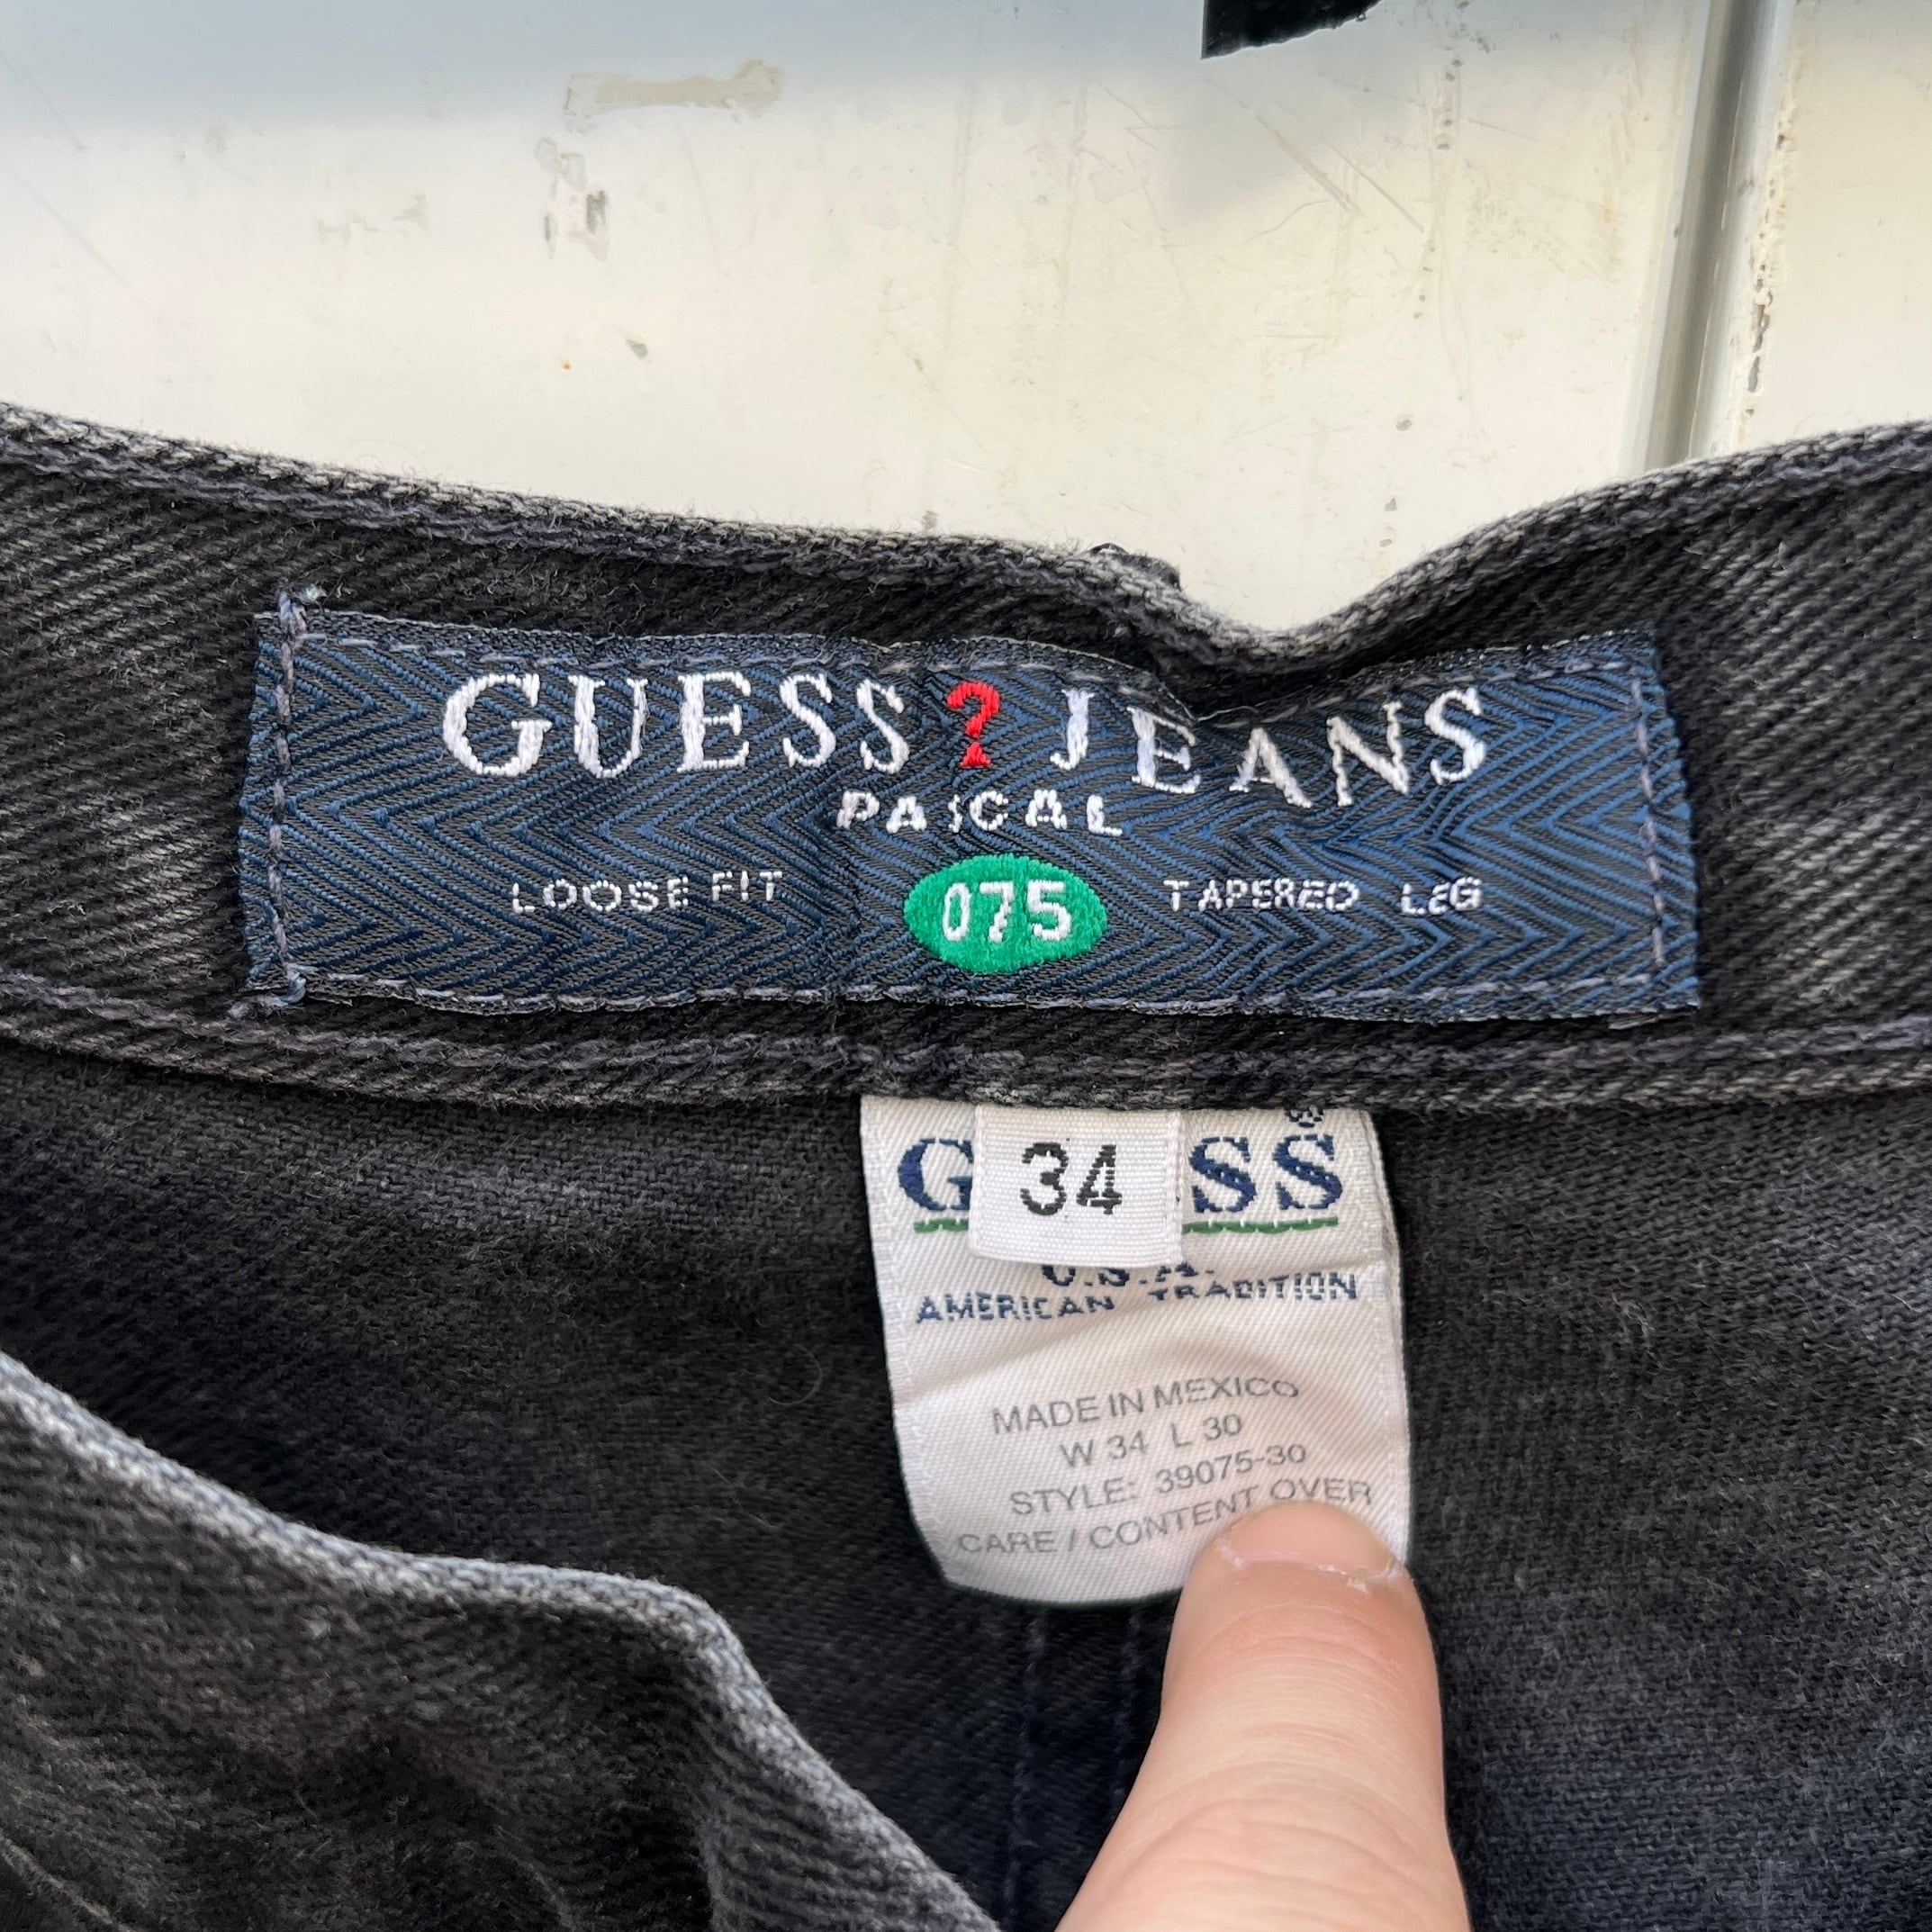 GUESS ? JEANS
PASCAL
LOOSE FIT 075 TAPERED LEG
34
U.S.A.
AMERICAN TRADITION
MADE IN MEXICO
W 34 L 30
STYLE: 39075-30
CARE / CONTENT OVER